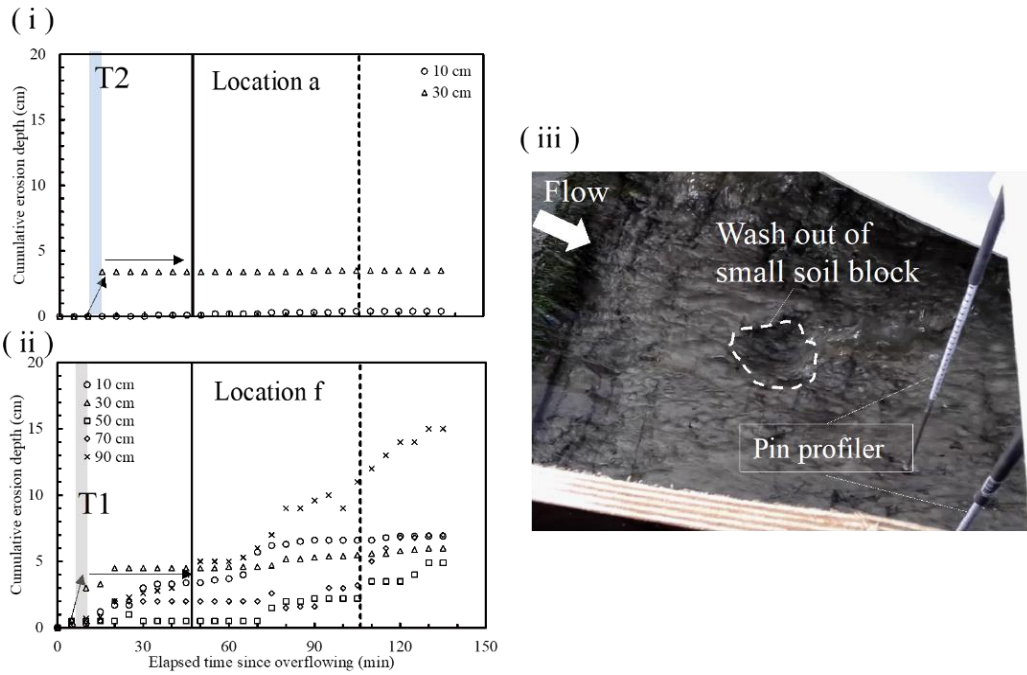 ( i )
20
15
10
5
0
Cumulative erosion depth (cm)
T2
Location a
10 cm
30 cm
( ii )
20
15
10
5
0
Cumulative erosion depth (cm)
10 cm
30 cm
50 cm
70 cm
90 cm
T1
Location f
0
30
60
90
120
150
Elapsed time since overflowing (min)
( iii )
Flow
Wash out of
small soil block
Pin profiler